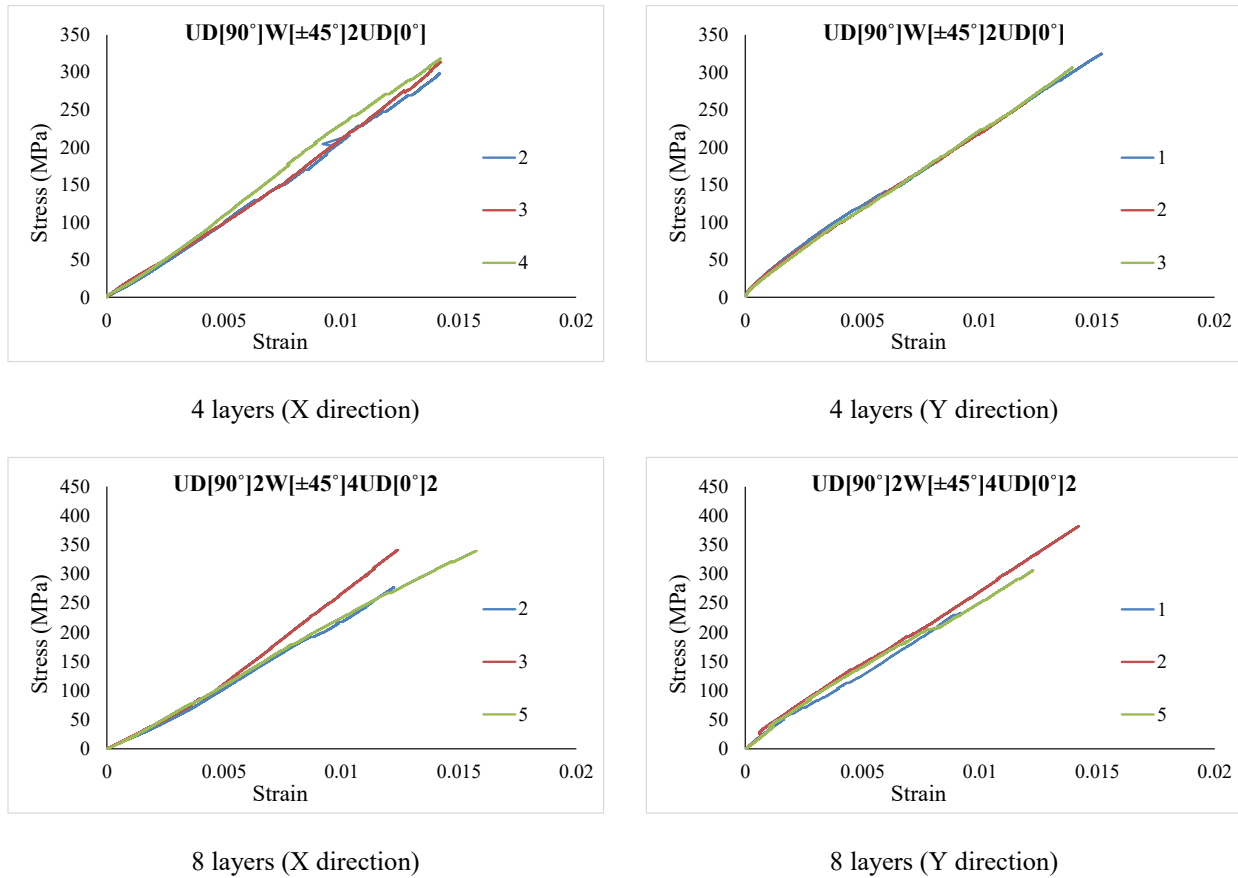 UD[90˚]W[±45˚]2UD[0˚]
350
300
250
200
150
100
50
0
Stress (MPa)
0 0.005 0.01 0.015 0.02
Strain
2
3
4
4 layers (X direction)
UD[90˚]W[±45˚]2UD[0˚]
350
300
250
200
150
100
50
0
Stress (MPa)
0 0.005 0.01 0.015 0.02
Strain
1
2
3
4 layers (Y direction)
UD[90˚]2W[±45˚]4UD[0˚]2
450
400
350
300
250
200
150
100
50
0
Stress (MPa)
0 0.005 0.01 0.015 0.02
Strain
2
3
5
8 layers (X direction)
UD[90˚]2W[±45˚]4UD[0˚]2
450
400
350
300
250
200
150
100
50
0
Stress (MPa)
0 0.005 0.01 0.015 0.02
Strain
1
2
5
8 layers (Y direction)